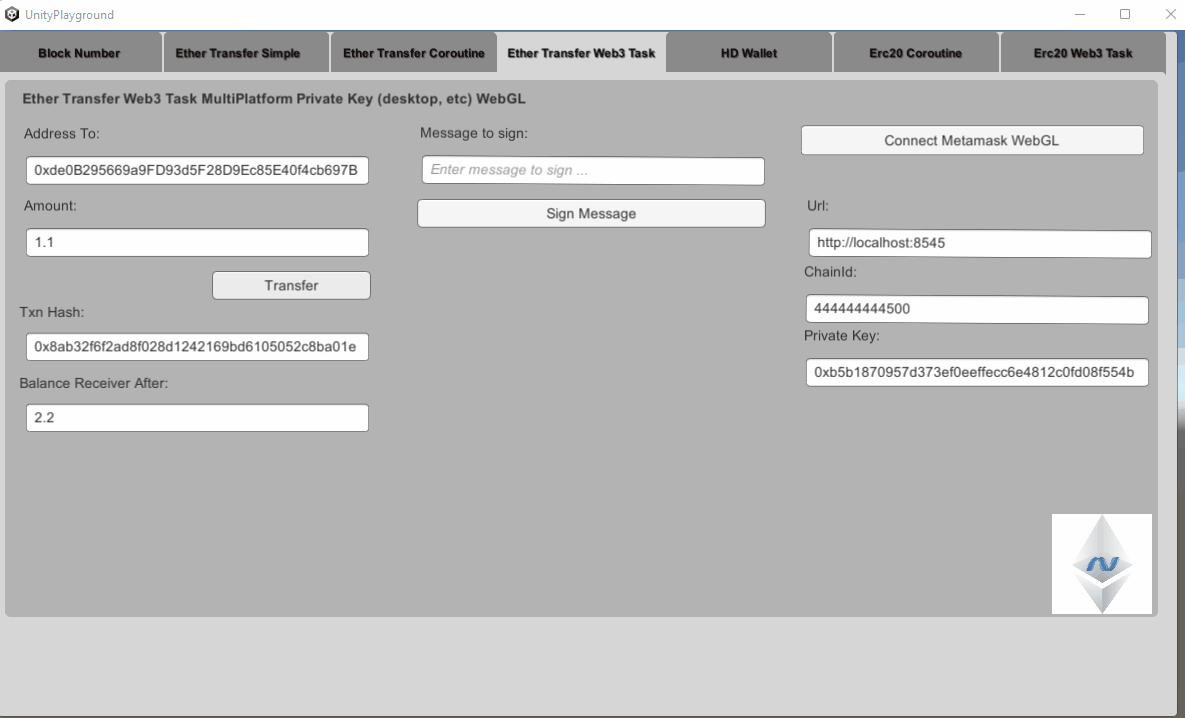 UnityPlayground
Block Number
Ether Transfer Simple
Ether Transfer Coroutine
Ether Transfer Web3 Task
HD Wallet
Erc20 Coroutine
Erc20 Web3 Task
Ether Transfer Web3 Task MultiPlatform Private Key (desktop, etc) WebGL
Address To:
0xde0B295669a9FD93d5F28D9Ec85E40f4cb697B
Amount:
1.1
Transfer
Txn Hash:
0x8ab32f6f2ad8f028d1242169bd6105052c8ba01e
Balance Receiver After:
2.2
Message to sign:
Enter message to sign ...
Sign Message
Connect Metamask WebGL
Url:
http://localhost:8545
ChainId:
444444444500
Private Key:
0xb5b1870957d373ef0eeffecc6e4812c0fd08f554b